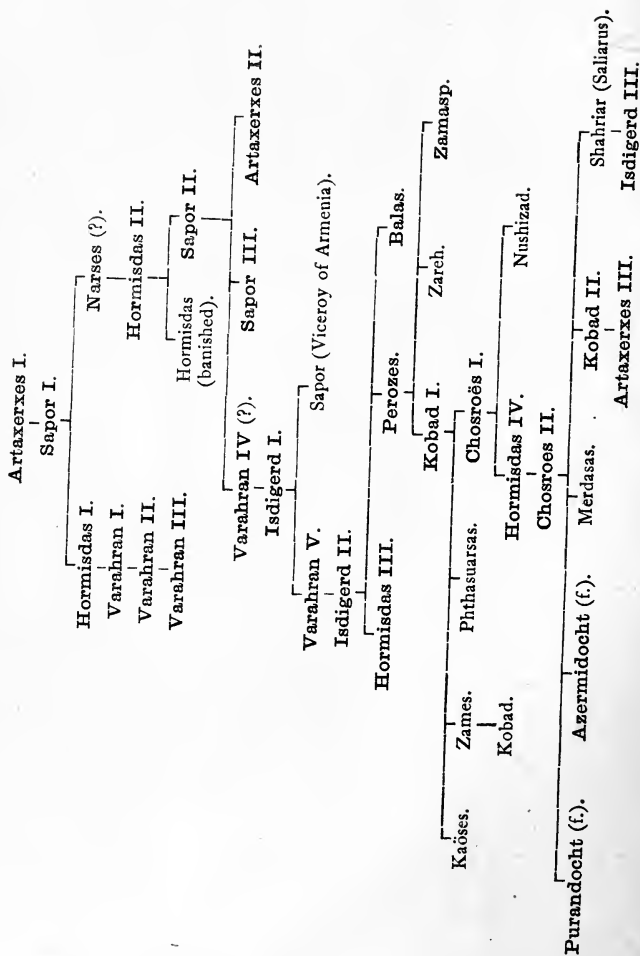 Artaxerxes I.
Sapor I.
Hormisdas I.
Narses (?).
Varahran I.
Hormisdas II.
Varahran II.
Varahran III.
Hormisdas (banished).
Sapor II.
Varahran IV (?).
Sapor III.
Artaxerxes II.
Isdigerd I.
Varahran V.
Sapor (Viceroy of Armenia).
Isdigerd II.
Hormisdas III.
Perozes.
Balas.
Kobad I.
Zareh.
Zamasp.
Kaöses.
Zames.
Phthasuarsas.
Chosroës I.
Kobad.
Hormisdas IV.
Nushizad.
Chosroes II.
Purandocht (f.).
Azermidocht (f.).
Merdasas.
Kobad II.
Shahriar (Saliarus).
Artaxerxes III.
Isdigerd III.